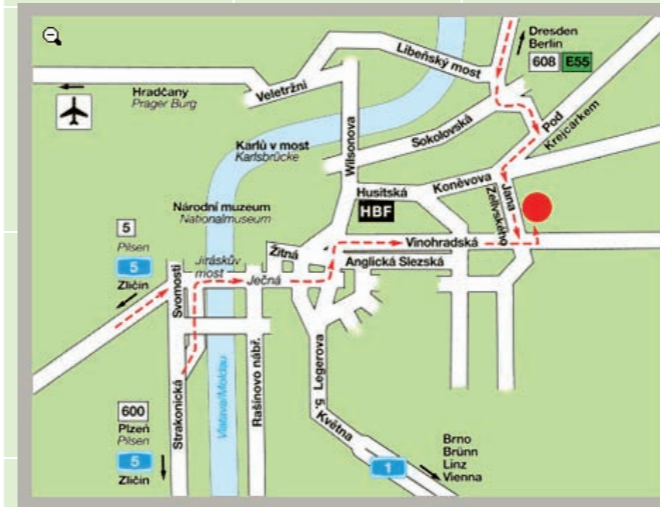 Dresden
Berlin
608 E55
Libeňský most
Hradčany
Prager Burg
Veletržní
Pod
Krejcarkem
Sokolovská
Karlů v most
Karlsbrücke
Wilsonova
Husitská
Koněvova
HBF
Jana
Zelivského
Národní muzeum
Nationalmuseum
5
Pilsen
5
Zličín
Jiráskův
most
Žitná
Vinohradská
Anglická Slezská
Ječná
Svornosti
Strakonická
Vltava/Moldau
Rašínovo nábř.
Legerova
5. Května
600
Plzeň
Pilsen
5
Zličín
1
Brno
Brünn
Linz
Vienna